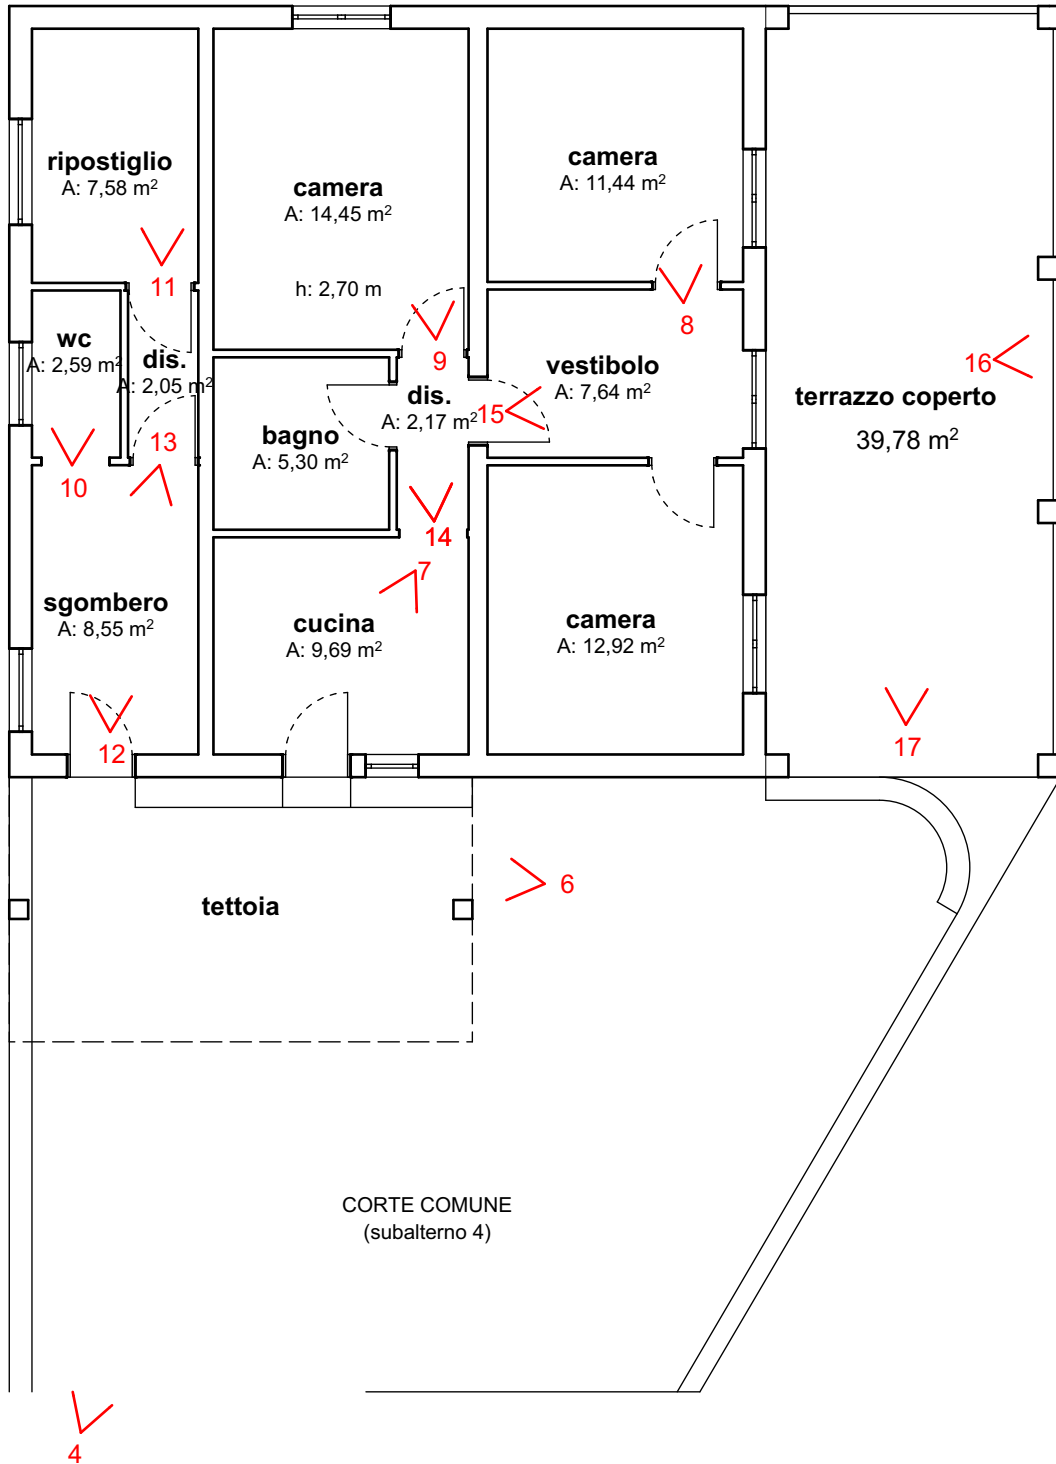 ripostiglio
A: 7,58 m²
camera
A: 14,45 m²
h: 2,70 m
camera
A: 11,44 m²
11
9
8
wc
A: 2,59 m²
dis.
A: 2,05 m²
vestibolo
A: 7,64 m²
16
terrazzo coperto
39,78 m²
dis.
A: 2,17 m²
15
bagno
A: 5,30 m²
13
10
14
7
sgombero
A: 8,55 m²
cucina
A: 9,69 m²
camera
A: 12,92 m²
12
17
6
tettoia
CORTE COMUNE
(subalterno 4)
4